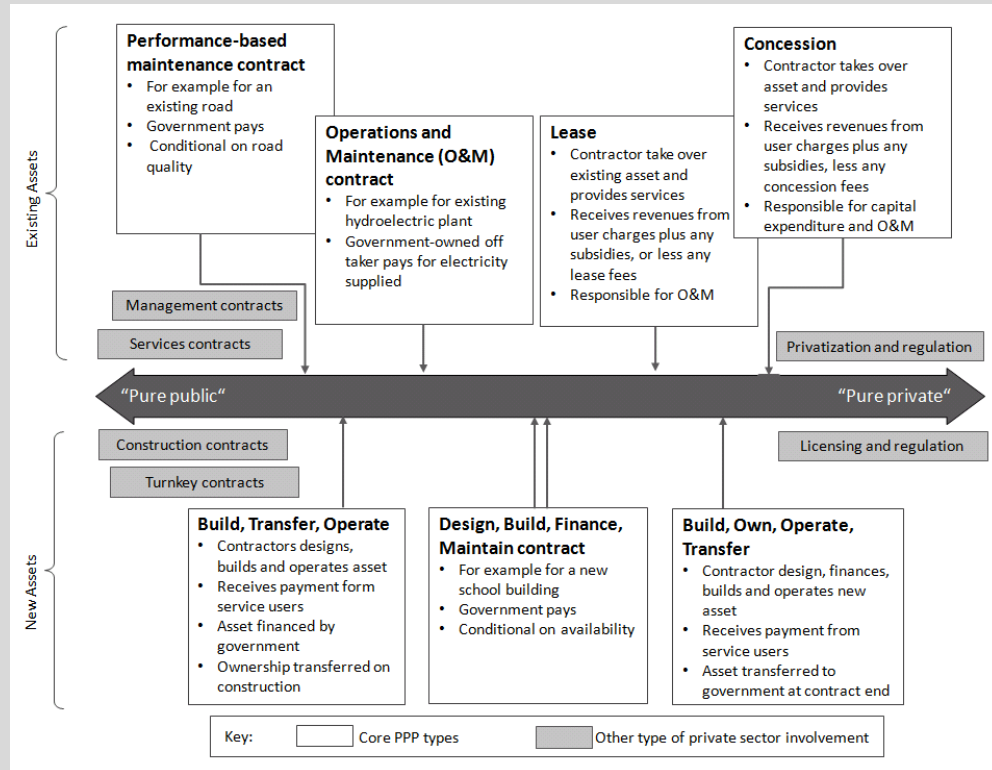 Existing Assets
Performance-based
maintenance contract
• For example for an
existing road
• Government pays
• Conditional on road
quality
Operations and
Maintenance (O&M)
contract
• For example for existing
hydroelectric plant
• Government-owned off
taker pays for electricity
supplied
Lease
• Contractor take over
existing asset and
provides services
• Receives revenues from
user charges plus any
subsidies, or less any
lease fees
• Responsible for O&M
Concession
• Contractor takes over
asset and provides
services
• Receives revenues from
user charges plus any
subsidies, less any
concession fees
• Responsible for capital
expenditure and O&M
Management contracts
Services contracts
Privatization and regulation
“Pure public“
“Pure private“
New Assets
Construction contracts
Turnkey contracts
Licensing and regulation
Build, Transfer, Operate
• Contractors designs,
builds and operates asset
• Receives payment form
service users
• Asset financed by
government
• Ownership transferred on
construction
Design, Build, Finance,
Maintain contract
• For example for a new
school building
• Government pays
• Conditional on availability
Build, Own, Operate,
Transfer
• Contractor design, finances,
builds and operates new
asset
• Receives payment from
service users
• Asset transferred to
government at contract end
Key:
Core PPP types
Other type of private sector involvement